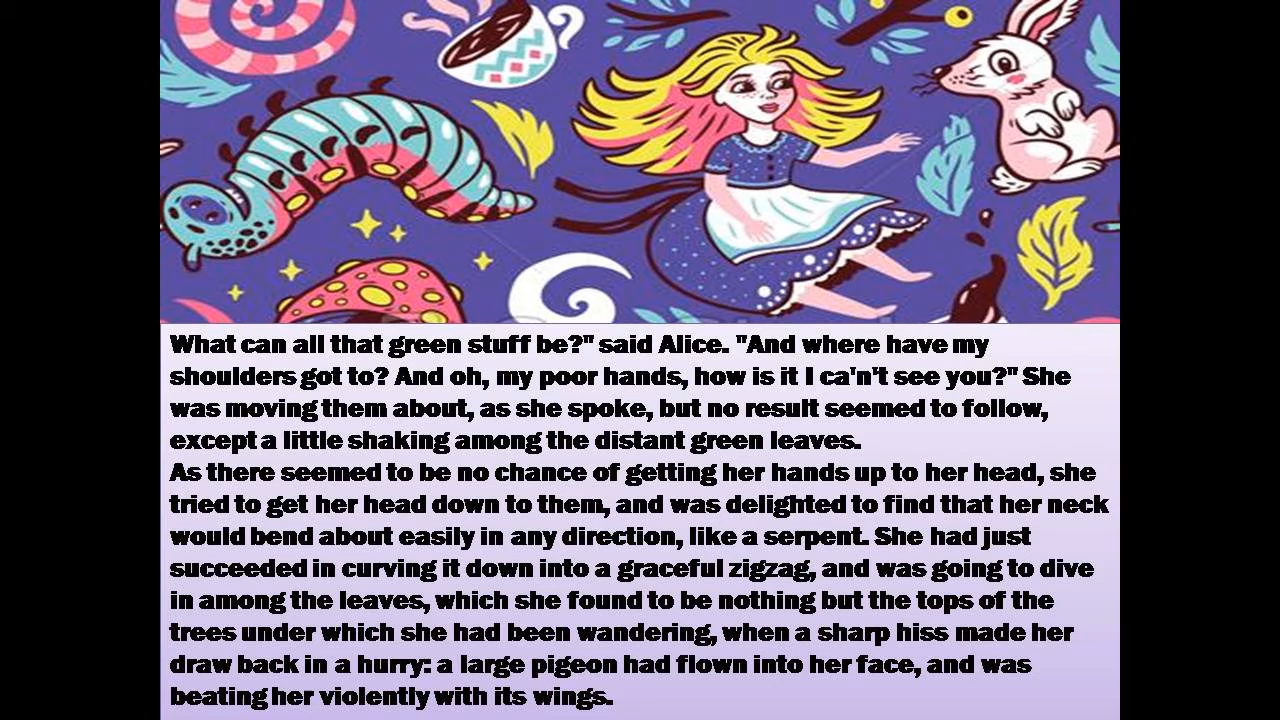 What can all that green stuff be?" said Alice. "And where have my
shoulders got to? And oh, my poor hands, how is it I ca'n't see you?" She
was moving them about, as she spoke, but no result seemed to follow,
except a little shaking among the distant green leaves.
As there seemed to be no chance of getting her hands up to her head, she
tried to get her head down to them, and was delighted to find that her neck
would bend about easily in any direction, like a serpent. She had just
succeeded in curving it down into a graceful zigzag, and was going to dive
in among the leaves, which she found to be nothing but the tops of the
trees under which she had been wandering, when a sharp hiss made her
draw back in a hurry: a large pigeon had flown into her face, and was
beating her violently with its wings.